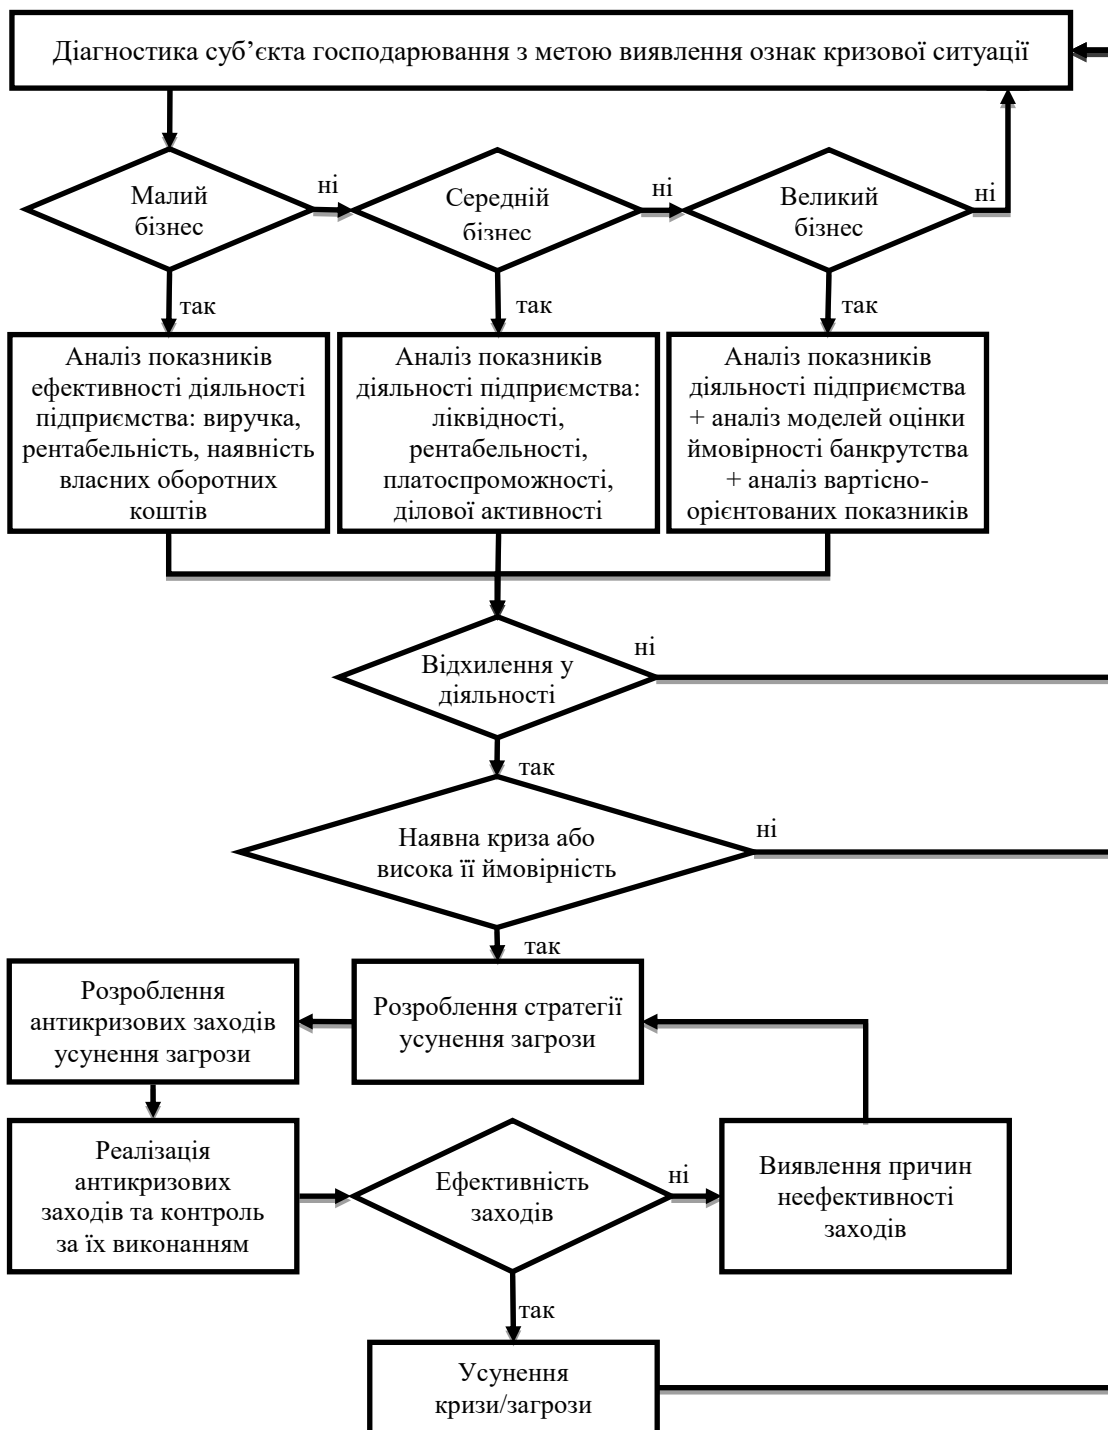 Діагностика суб’єкта господарювання з метою виявлення ознак кризової ситуації
Малий
бізнес
ні
Середній
бізнес
ні
Великий
бізнес
ні
так
так
так
Аналіз показників
ефективності діяльності
підприємства: виручка,
рентабельність, наявність
власних оборотних
коштів
Аналіз показників
діяльності підприємства:
ліквідності,
рентабельності,
платоспроможності,
ділової активності
Аналіз показників
діяльності підприємства
+ аналіз моделей оцінки
ймовірності банкрутства
+ аналіз вартісно-
орієнтованих показників
Відхилення у
діяльності
ні
так
Наявна криза або
висока її ймовірність
ні
так
Розроблення
антикризових заходів
усунення загрози
Розроблення стратегії
усунення загрози
Реалізація
антикризових
заходів та контроль
за їх виконанням
Ефективність
заходів
ні
Виявлення причин
неефективності
заходів
так
Усунення
кризи/загрози